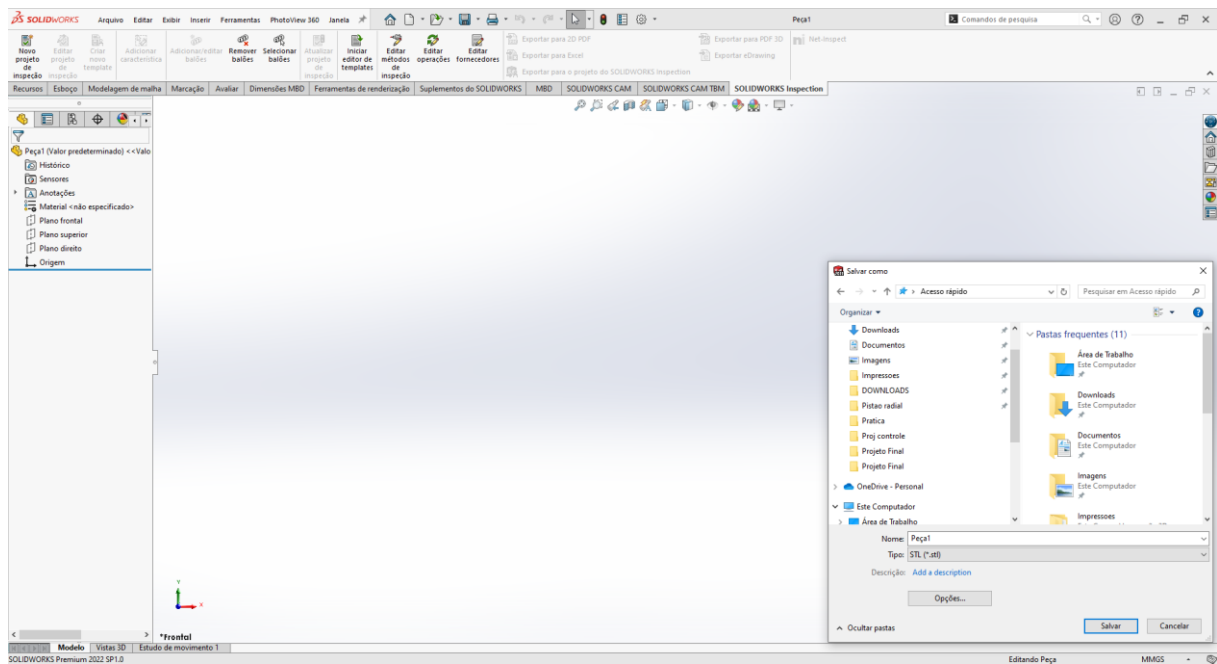 SOLIDWORKS Arquivo Editar Exibir Inserir Ferramentas PhotoView 360 Janela Peça1 Comandos de pesquisa
Novo projeto de inspeção
Editar projeto de inspeção
Criar novo template
Adicionar característica
Adicionar/editar balões
Remover balões
Selecionar balões
Atualizar projeto de inspeção
Iniciar editor de templates
Editar métodos de inspeção
Editar operações
Editar fornecedores
Exportar para 2D PDF
Exportar para Excel
Exportar para o projeto do SOLIDWORKS Inspection
Exportar para PDF 3D
Exportar eDrawing
Net-Inspect
Recursos Esboço Modelagem de malha Marcação Avaliar Dimensões MBD Ferramentas de renderização Suplementos do SOLIDWORKS MBD SOLIDWORKS CAM SOLIDWORKS CAM TBM SOLIDWORKS Inspection
Peça1 (Valor predeterminado) <<Valo
Histórico
Sensores
Anotações
Material <não especificado>
Plano frontal
Plano superior
Plano direito
Origem
Salvar como
Acesso rápido
Pesquisar em Acesso rápido
Organizar
Downloads
Documentos
Imagens
Impressoes
DOWNLOADS
Pistao radial
Pratica
Proj controle
Projeto Final
Projeto Final
OneDrive - Personal
Este Computador
Área de Trabalho
Pastas frequentes (11)
Área de Trabalho
Este Computador
Downloads
Este Computador
Documentos
Este Computador
Imagens
Este Computador
Impressoes
Nome: Peça1
Tipo: STL (*.stl)
Descrição: Add a description
Opções...
Ocultar pastas
Salvar Cancelar
Y
X
*Frontal
Modelo Vistas 3D Estudo de movimento 1
SOLIDWORKS Premium 2022 SP1.0 Editando Peça MMGS